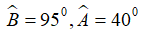 B̂ = 95⁰, Â = 40⁰